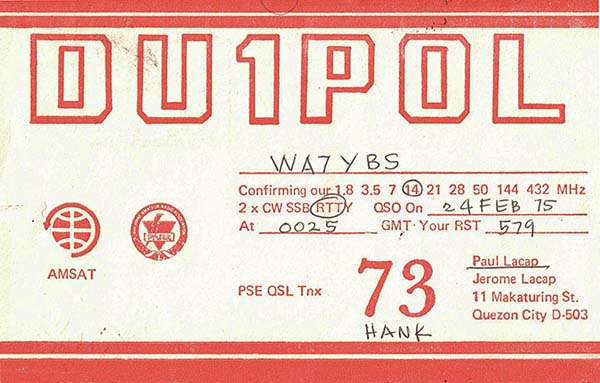 DU1POL
WA7YBS
Confirming our 1.8 3.5 7 14 21 28 50 144 432 MHz
2 x CW SSB RTTY QSO On 24 FEB 75
At 0025 GMT· Your RST 579
AMSAT
PSE QSL Tnx
73
HANK
Paul Lacap
Jerome Lacap
11 Makaturing St.
Quezon City D-503